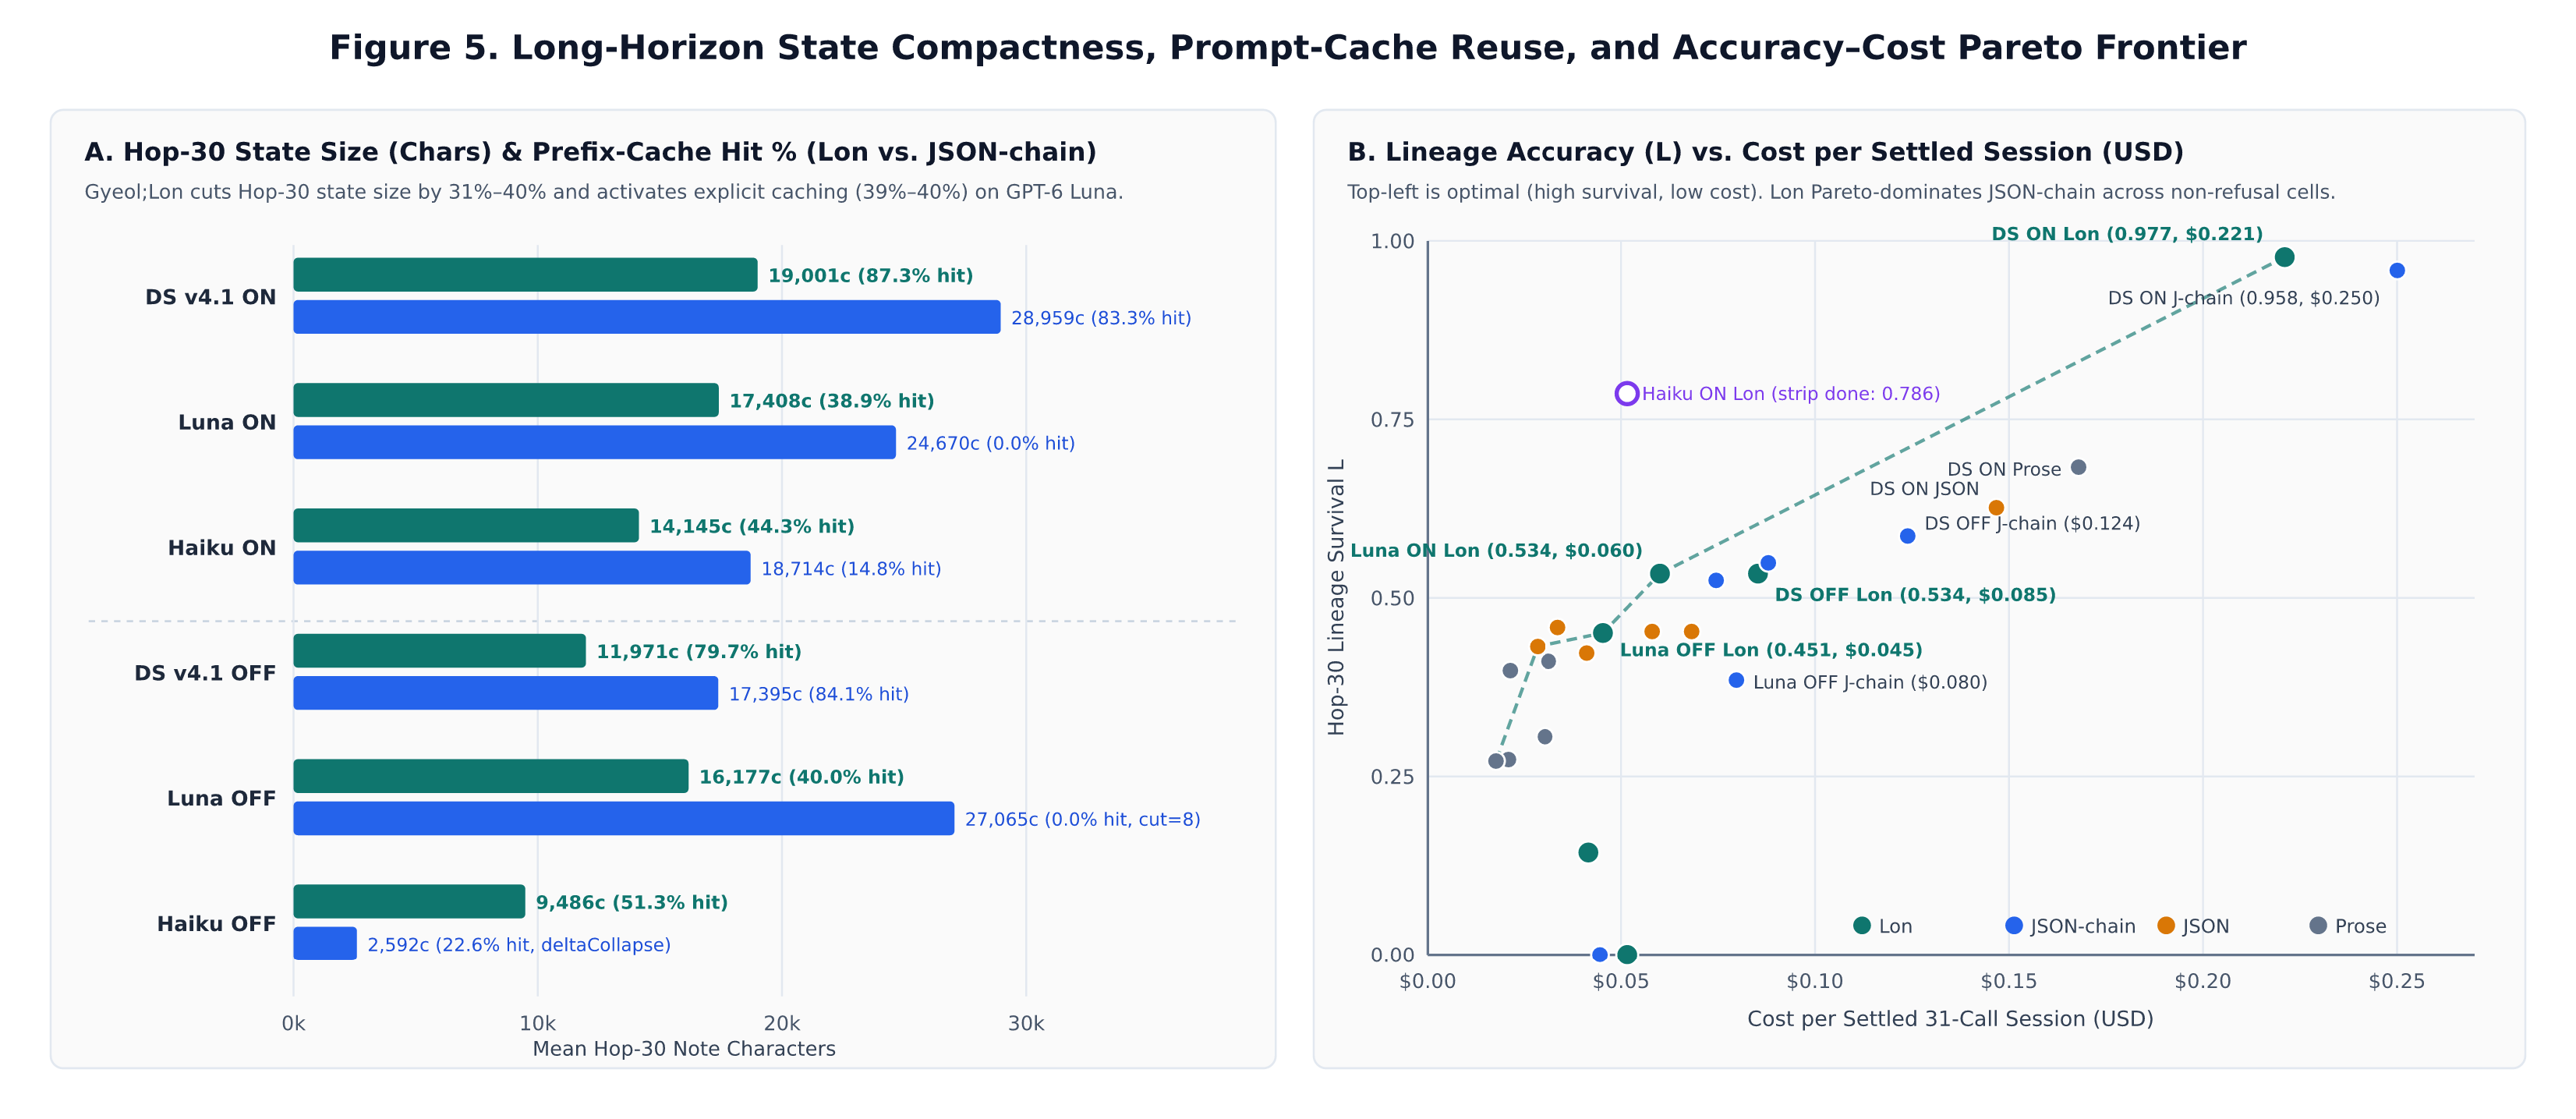 Figure 5. Long-Horizon State Compactness, Prompt-Cache Reuse, and Accuracy–Cost Pareto Frontier
A. Hop-30 State Size (Chars) & Prefix-Cache Hit % (Lon vs. JSON-chain)
Gyeol;Lon cuts Hop-30 state size by 31%–40% and activates explicit caching (39%–40%) on GPT-6 Luna.
DS v4.1 ON
19,001c (87.3% hit)
28,959c (83.3% hit)
Luna ON
17,408c (38.9% hit)
24,670c (0.0% hit)
Haiku ON
14,145c (44.3% hit)
18,714c (14.8% hit)
DS v4.1 OFF
11,971c (79.7% hit)
17,395c (84.1% hit)
Luna OFF
16,177c (40.0% hit)
27,065c (0.0% hit, cut=8)
Haiku OFF
9,486c (51.3% hit)
2,592c (22.6% hit, deltaCollapse)
0k 10k 20k 30k
Mean Hop-30 Note Characters
B. Lineage Accuracy (L) vs. Cost per Settled Session (USD)
Top-left is optimal (high survival, low cost). Lon Pareto-dominates JSON-chain across non-refusal cells.
Hop-30 Lineage Survival L
1.00
0.75
0.50
0.25
0.00
DS ON Lon (0.977, $0.221)
DS ON J-chain (0.958, $0.250)
Haiku ON Lon (strip done: 0.786)
DS ON Prose
DS ON JSON
DS OFF J-chain ($0.124)
Luna ON Lon (0.534, $0.060)
DS OFF Lon (0.534, $0.085)
Luna OFF Lon (0.451, $0.045)
Luna OFF J-chain ($0.080)
Lon JSON-chain JSON Prose
$0.00 $0.05 $0.10 $0.15 $0.20 $0.25
Cost per Settled 31-Call Session (USD)